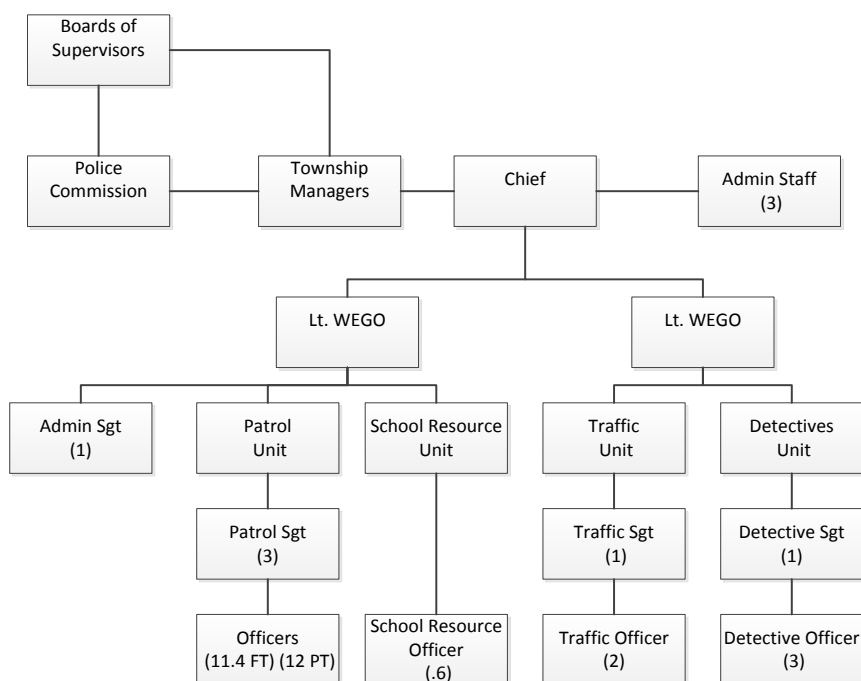 Boards of
Supervisors
Police
Commission
Township
Managers
Chief
Admin Staff
(3)
Lt. WEGO
Lt. WEGO
Admin Sgt
(1)
Patrol
Unit
School Resource
Unit
Traffic
Unit
Detectives
Unit
Patrol Sgt
(3)
Traffic Sgt
(1)
Detective Sgt
(1)
Officers
(11.4 FT) (12 PT)
School Resource
Officer
(.6)
Traffic Officer
(2)
Detective Officer
(3)